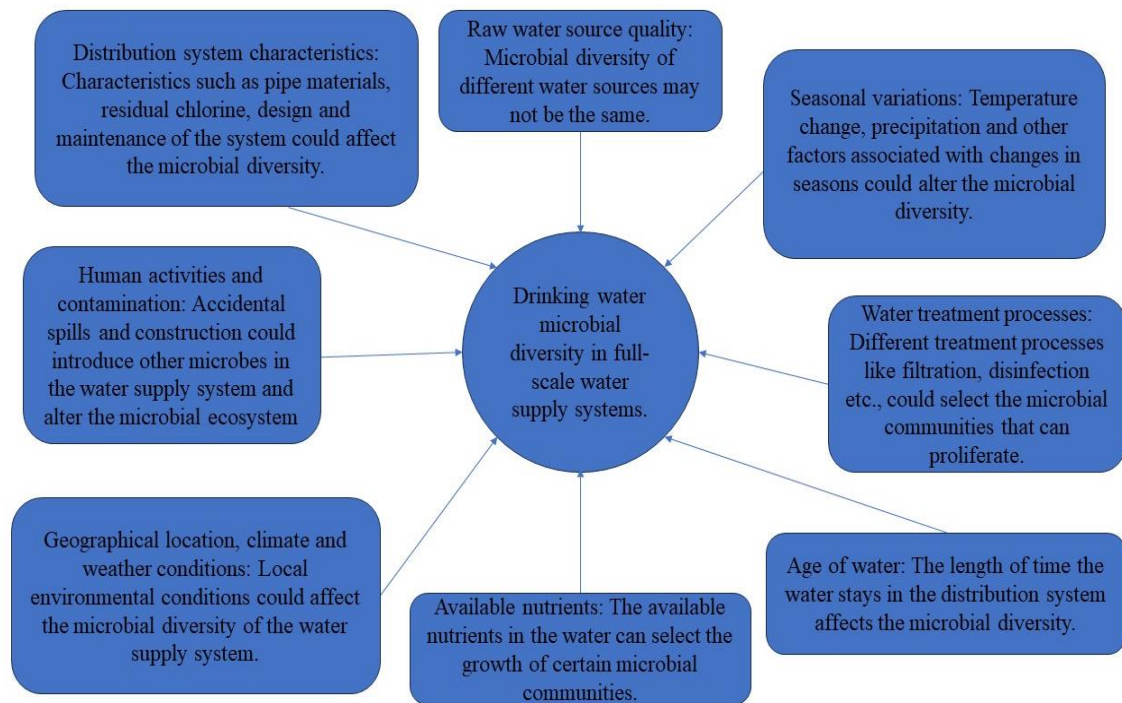 Distribution system characteristics:
Characteristics such as pipe materials,
residual chlorine, design and
maintenance of the system could affect
the microbial diversity.
Raw water source quality:
Microbial diversity of
different water sources may
not be the same.
Seasonal variations: Temperature
change, precipitation and other
factors associated with changes in
seasons could alter the microbial
diversity.
Human activities and
contamination: Accidental
spills and construction could
introduce other microbes in
the water supply system and
alter the microbial ecosystem
Drinking water
microbial
diversity in full-
scale water
supply systems.
Water treatment processes:
Different treatment processes
like filtration, disinfection
etc., could select the microbial
communities that can
proliferate.
Geographical location, climate and
weather conditions: Local
environmental conditions could affect
the microbial diversity of the water
supply system.
Available nutrients: The available
nutrients in the water can select the
growth of certain microbial
communities.
Age of water: The length of time the
water stays in the distribution system
affects the microbial diversity.